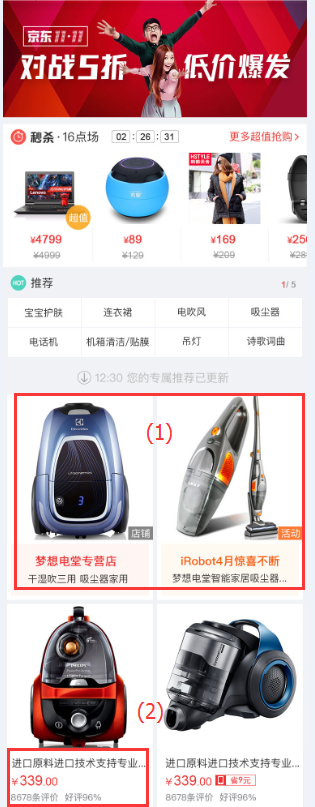 京东 11·11
对战5折 低价爆发
秒杀·16点场 02:26:31 更多超值抢购 >
Lenovo
超值
HSTYLE
¥4799 ¥89 ¥169 ¥25
¥4999 ¥129 ¥209 ¥28
HOT 推荐 1/ 5
宝宝护肤 连衣裙 电吹风 吸尘器
电话机 机箱清洁/贴膜 吊灯 诗歌词曲
12:30 您的专属推荐已更新
Electrolux
3
(1)
店铺 活动
梦想电堂专营店 iRobot4月惊喜不断
干湿吹三用 吸尘器家用 梦想电堂智能家居吸尘器...
PHILIPS
(2)
进口原料进口技术支持专业... 进口原料进口技术支持专业...
¥339.00 ¥339.00 省9元
8678条评价 好评96% 8678条评价 好评96%